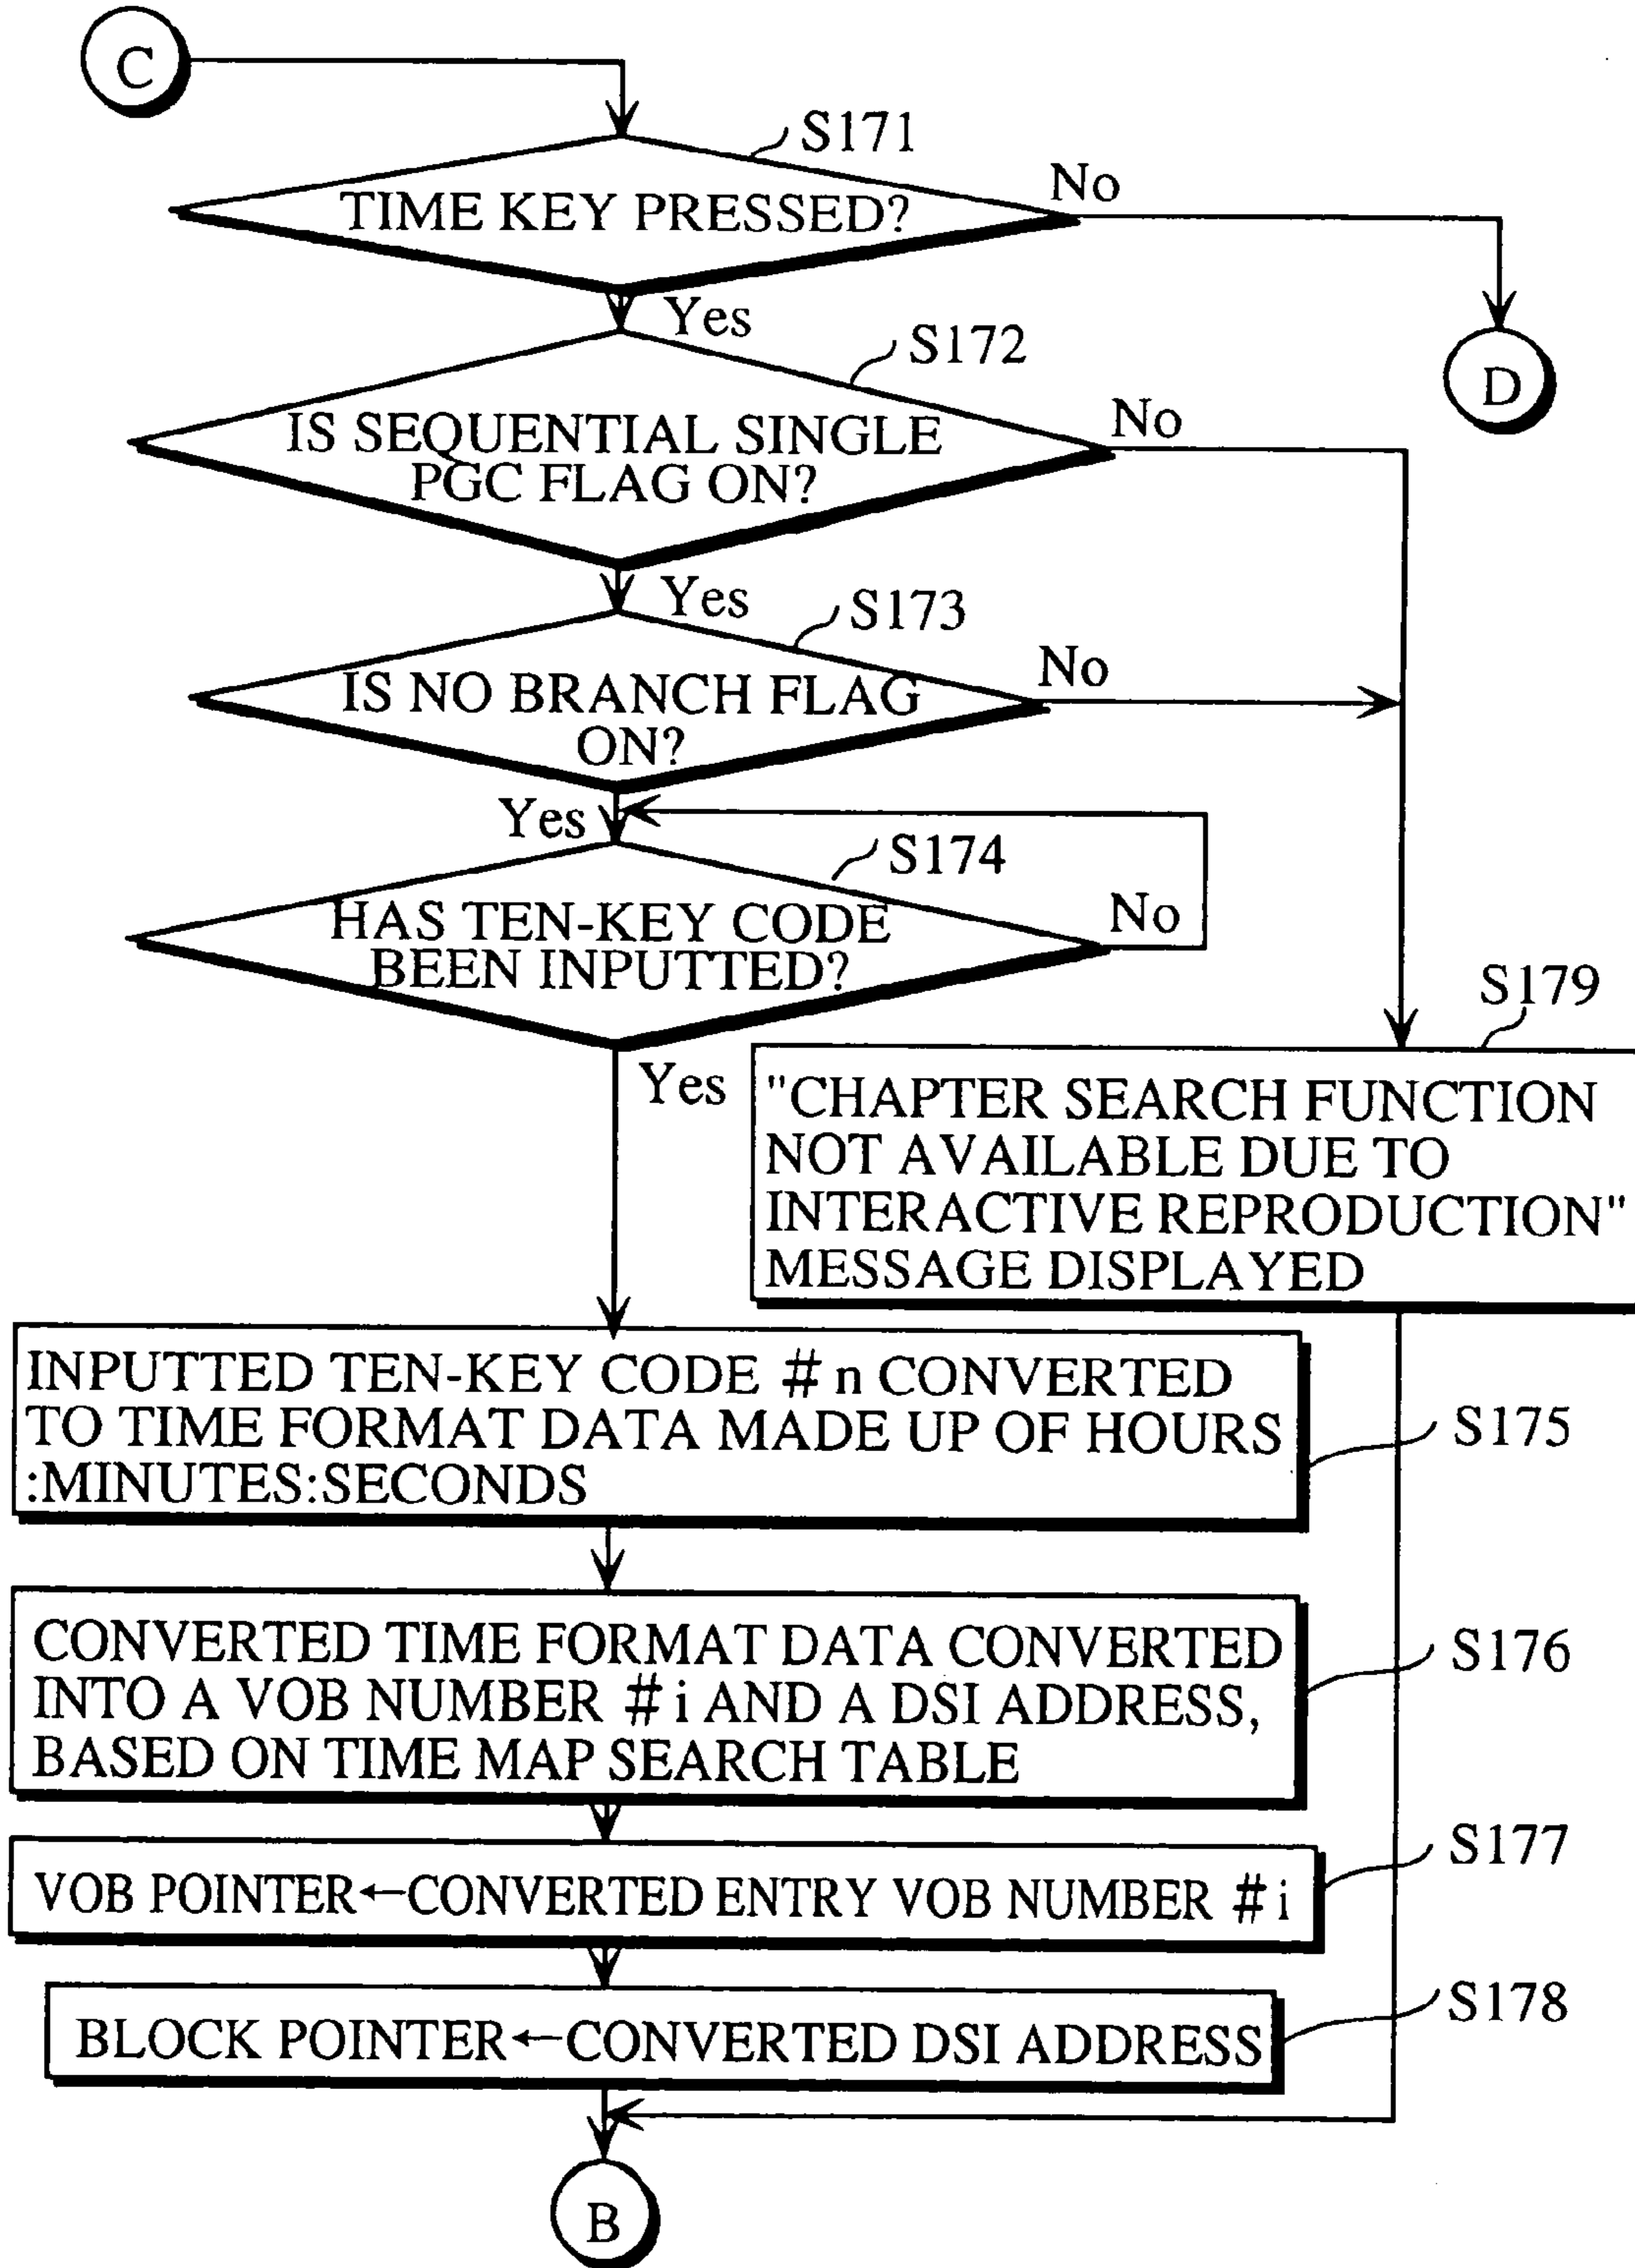 C
S171
TIME KEY PRESSED?
No
Yes
S172
D
IS SEQUENTIAL SINGLE
PGC FLAG ON?
No
Yes
S173
IS NO BRANCH FLAG
ON?
No
Yes
S174
HAS TEN-KEY CODE
BEEN INPUTTED?
No
Yes
S179
"CHAPTER SEARCH FUNCTION
NOT AVAILABLE DUE TO
INTERACTIVE REPRODUCTION"
MESSAGE DISPLAYED
INPUTTED TEN-KEY CODE #n CONVERTED
TO TIME FORMAT DATA MADE UP OF HOURS
:MINUTES:SECONDS
S175
CONVERTED TIME FORMAT DATA CONVERTED
INTO A VOB NUMBER #i AND A DSI ADDRESS,
BASED ON TIME MAP SEARCH TABLE
S176
VOB POINTER←CONVERTED ENTRY VOB NUMBER #i
S177
BLOCK POINTER←CONVERTED DSI ADDRESS
S178
B